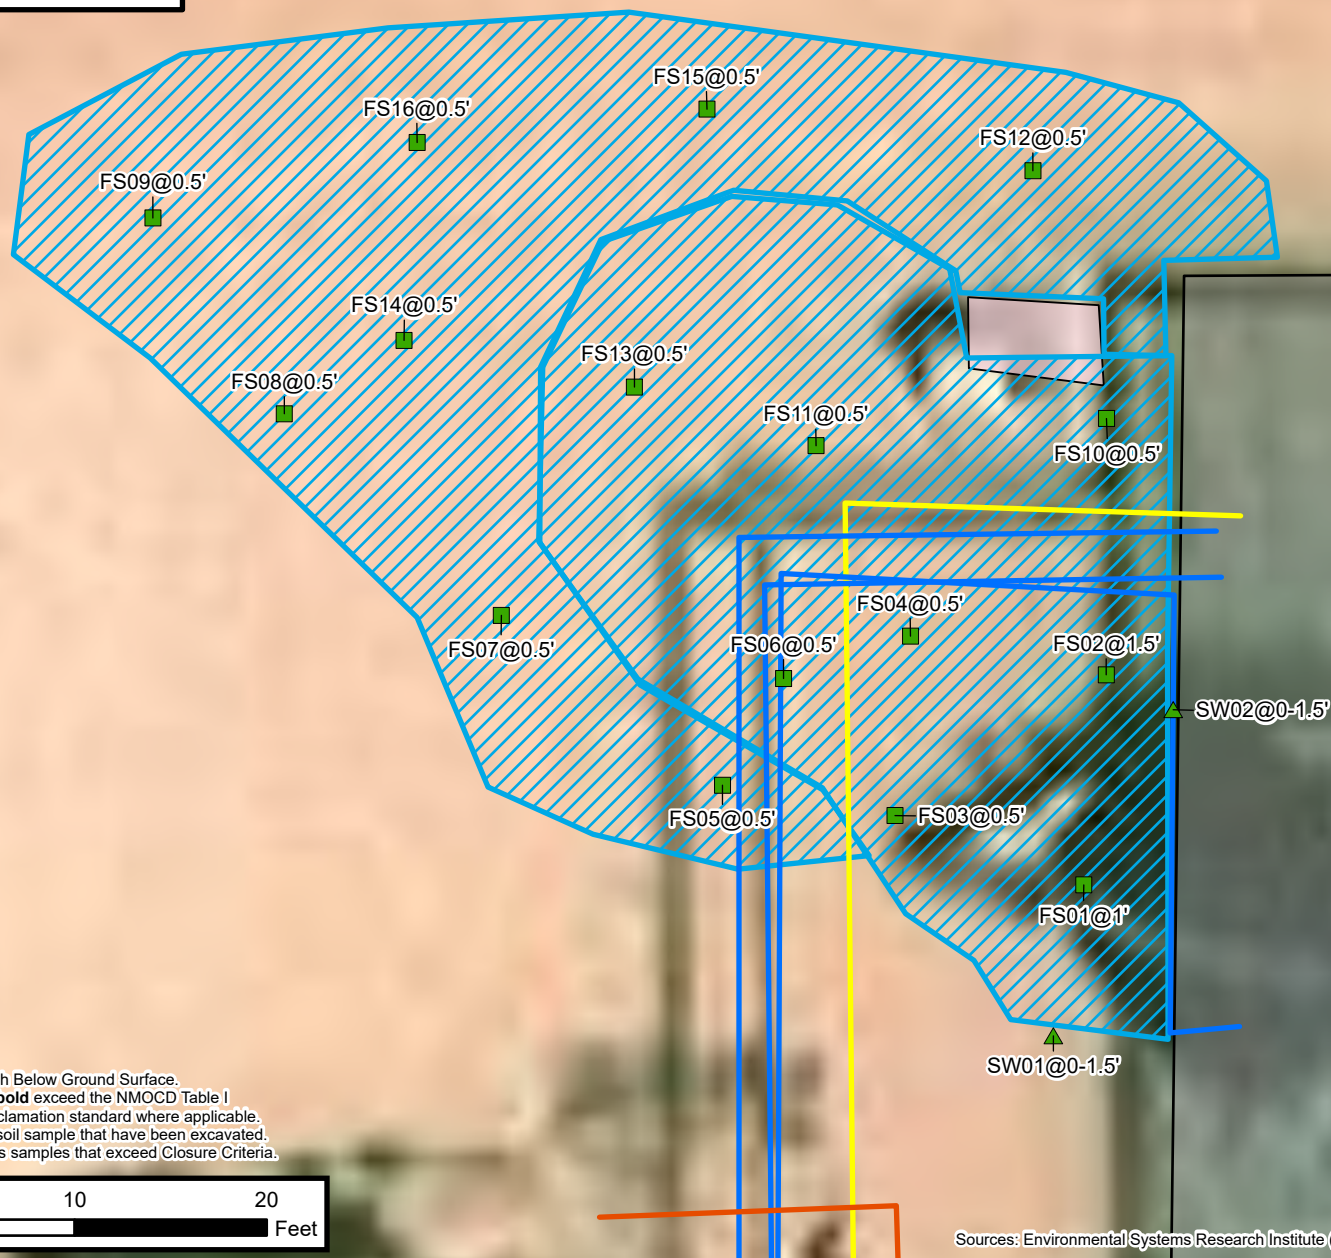 FS15@0.5'
FS16@0.5'
FS12@0.5'
FS09@0.5'
FS14@0.5'
FS13@0.5'
FS08@0.5'
FS11@0.5'
FS10@0.5'
FS04@0.5'
FS06@0.5'
FS02@1.5'
FS07@0.5'
SW02@0-1.5'
FS05@0.5'
FS03@0.5'
FS01@1'
SW01@0-1.5'
h Below Ground Surface.
bold exceed the NMOCD Table I
clamation standard where applicable.
soil sample that have been excavated.
s samples that exceed Closure Criteria.
10 20
Feet
Sources: Environmental Systems Research Institute (